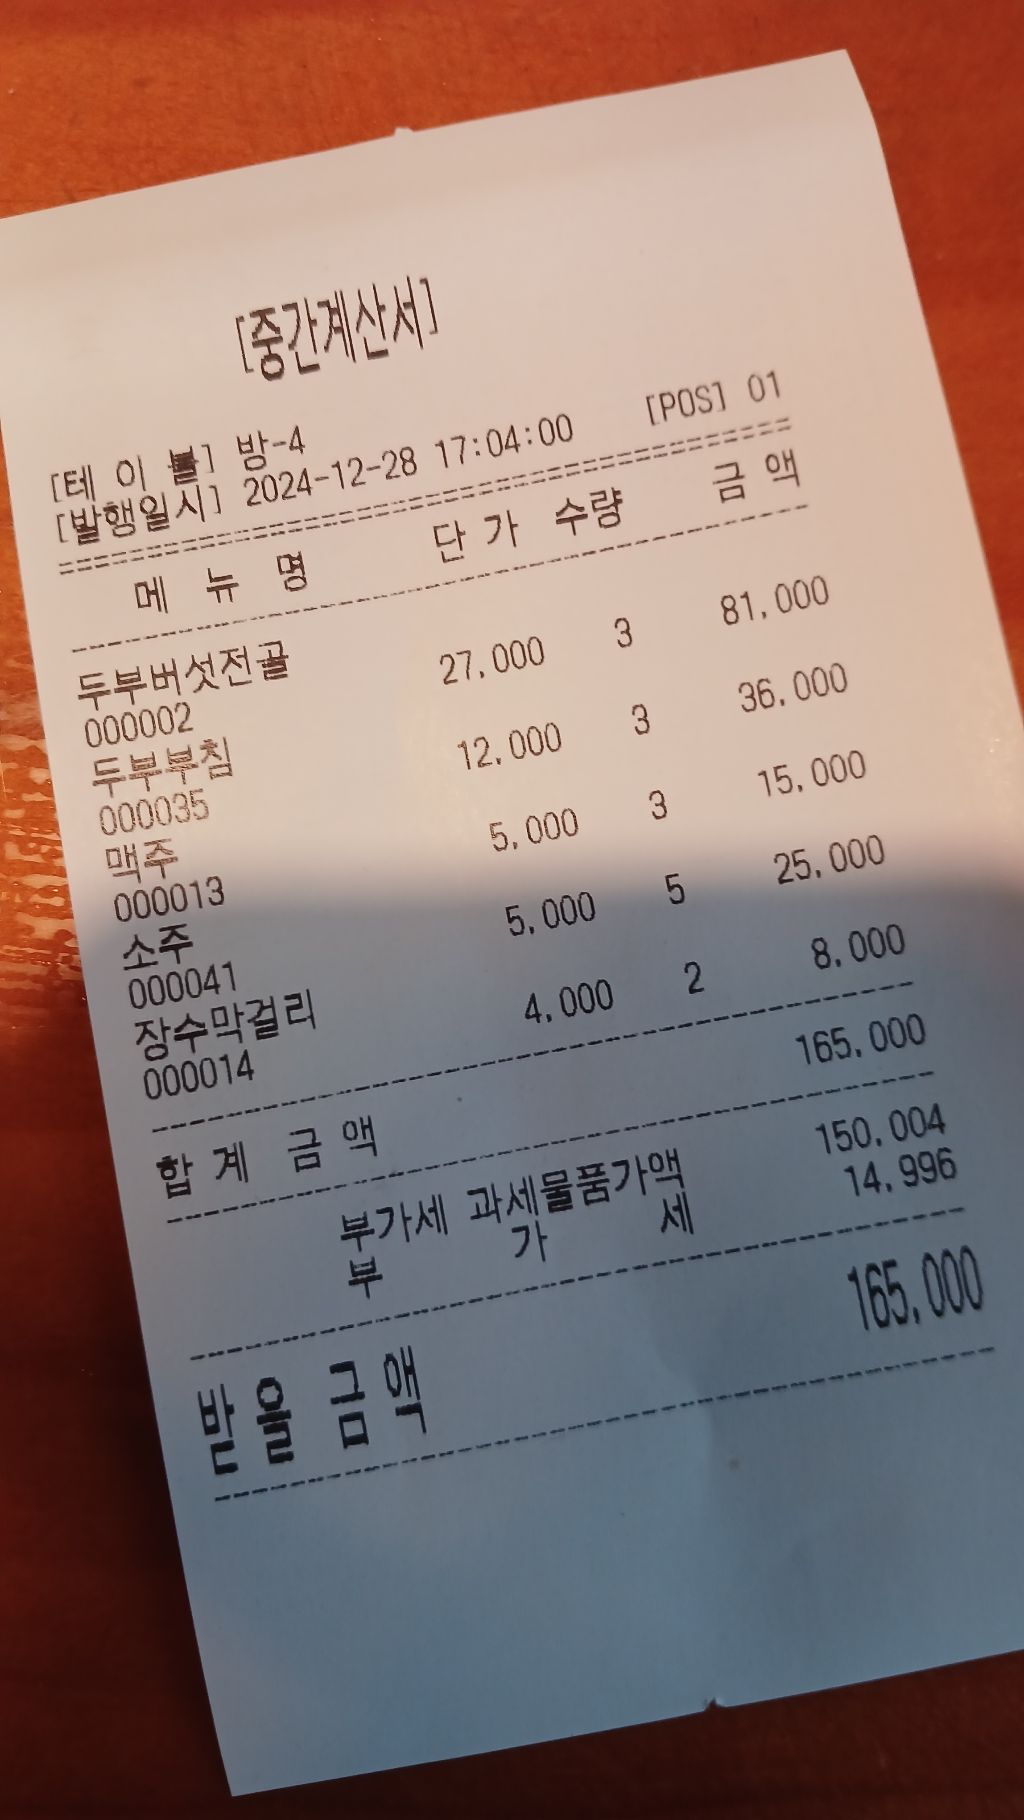 [중간계산서]
[테 이 블] 방-4
[발행일시] 2024-12-28 17:04:00 [POS] 01
메 뉴 명 단 가 수량 금 액
두부버섯전골 27,000 3 81,000
000002
두부부침 12,000 3 36,000
000035
맥주 5,000 3 15,000
000013
소주 5,000 5 25,000
000041
장수막걸리 4,000 2 8,000
000014
합 계 금 액 165,000
부가세 과세물품가액 150,004
부 가 세 14,996
받 을 금 액 165,000